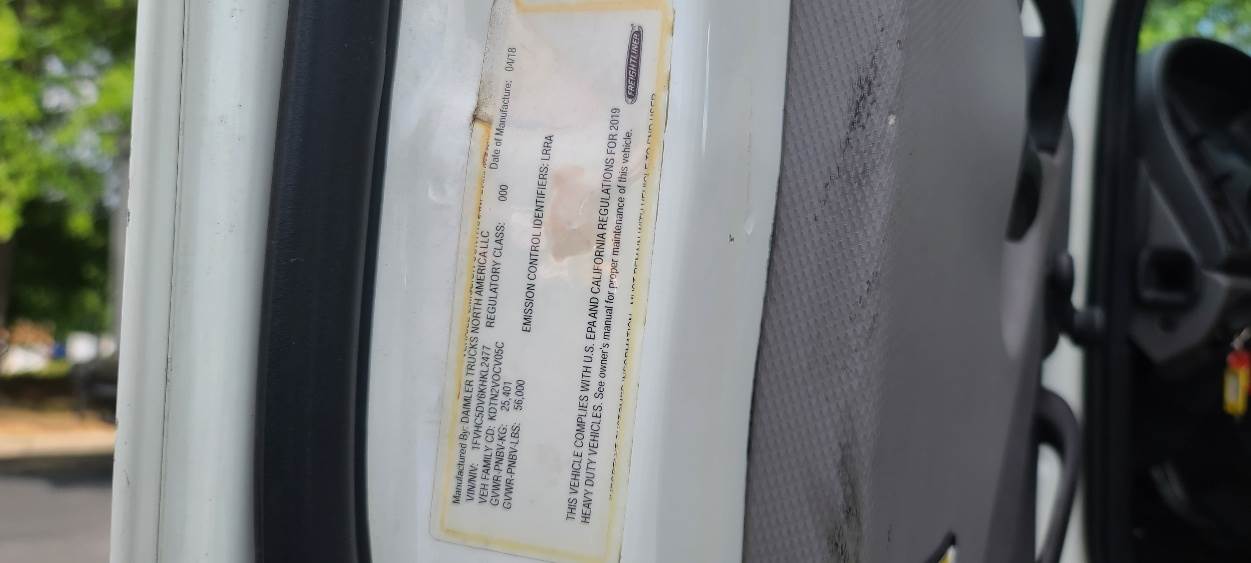 Manufactured By: DAIMLER TRUCKS NORTH AMERICA LLC
VIN/NIV: 1FVHC5DV6KHKL2477 REGULATORY CLASS: 000 Date of Manufacture: 04/18
VEH FAMILY CD: KDTN2VOCV05C
GVWR-PNBV-KG: 25,401
GVWR-PNBV-LBS: 56,000
EMISSION CONTROL IDENTIFIERS: LRRA
THIS VEHICLE COMPLIES WITH U.S. EPA AND CALIFORNIA REGULATIONS FOR 2019
HEAVY DUTY VEHICLES. See owner's manual for proper maintenance of this vehicle.
FREIGHTLINER